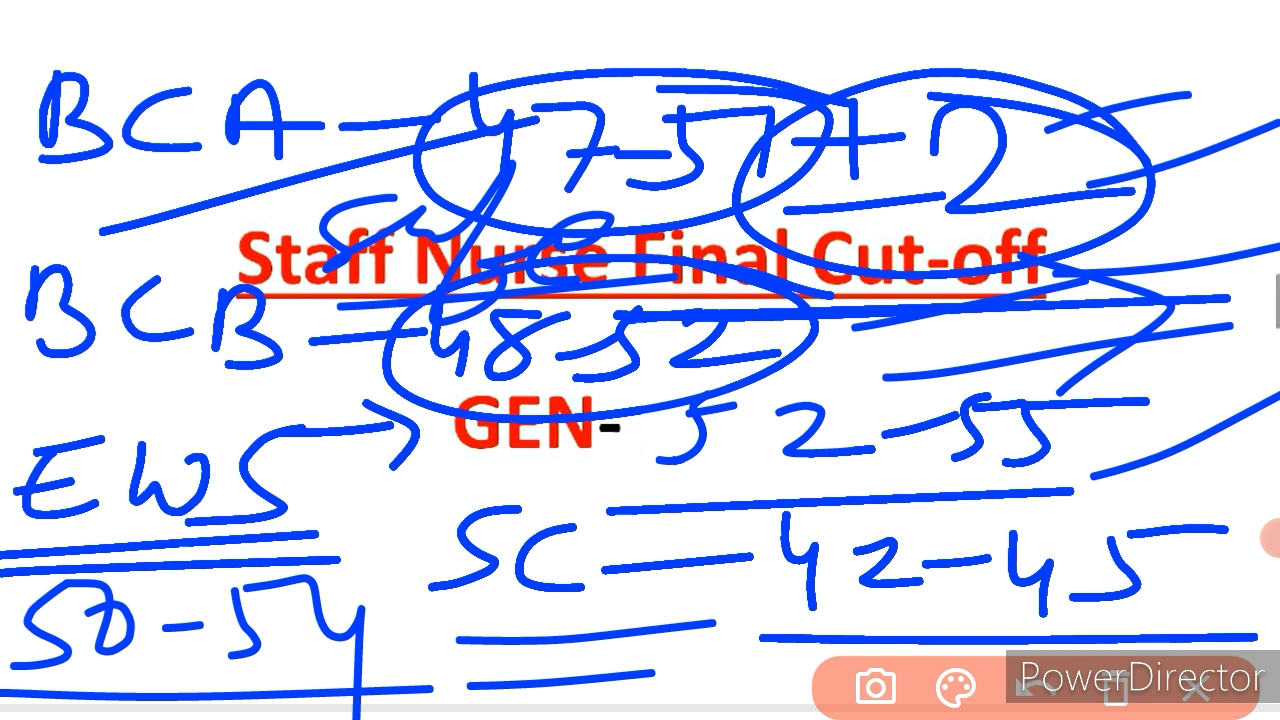 BCA - 47-51 + 2
Staff Nurse Final Cut-off
BCB - 48-52
GEN- 52-55
EWS
SC - 42-45
50-54
PowerDirector